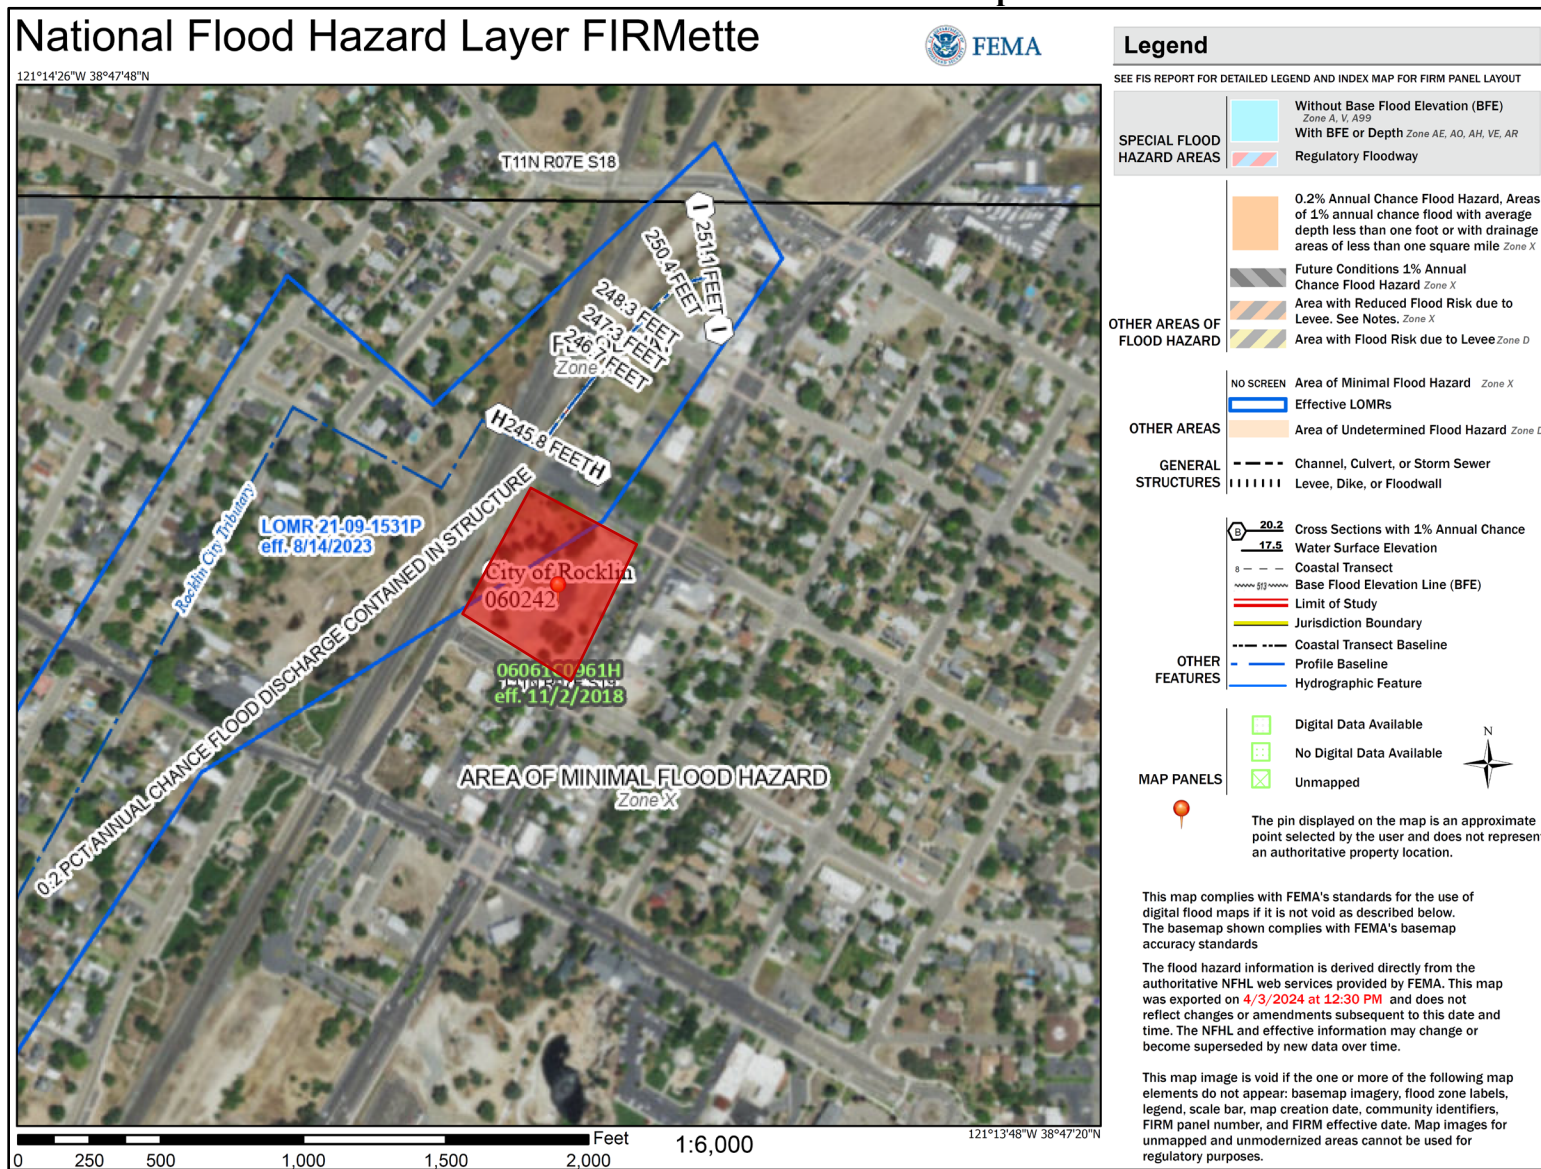 National Flood Hazard Layer FIRMette
FEMA
121°14'26"W 38°47'48"N
T11N R07E S18
I
251.1 FEET
250.4 FEET
I
248.3 FEET
247.3 FEET
246.7 FEET
Zone
H
245.8 FEET
H
Rocklin City Tributary
LOMR 21-09-1531P
eff. 8/14/2023
0.2 PCT ANNUAL CHANCE FLOOD DISCHARGE CONTAINED IN STRUCTURE
City of Rocklin
060242
06061C0961H
eff. 11/2/2018
AREA OF MINIMAL FLOOD HAZARD
Zone X
Feet
1:6,000
121°13'48"W 38°47'20"N
0 250 500 1,000 1,500 2,000
Legend
SEE FIS REPORT FOR DETAILED LEGEND AND INDEX MAP FOR FIRM PANEL LAYOUT
SPECIAL FLOOD
HAZARD AREAS
Without Base Flood Elevation (BFE)
Zone A, V, A99
With BFE or Depth Zone AE, AO, AH, VE, AR
Regulatory Floodway
OTHER AREAS OF
FLOOD HAZARD
0.2% Annual Chance Flood Hazard, Areas
of 1% annual chance flood with average
depth less than one foot or with drainage
areas of less than one square mile Zone X
Future Conditions 1% Annual
Chance Flood Hazard Zone X
Area with Reduced Flood Risk due to
Levee. See Notes. Zone X
Area with Flood Risk due to Levee Zone D
OTHER AREAS
NO SCREEN Area of Minimal Flood Hazard Zone X
Effective LOMRs
Area of Undetermined Flood Hazard Zone D
GENERAL
STRUCTURES
Channel, Culvert, or Storm Sewer
Levee, Dike, or Floodwall
OTHER
FEATURES
B 20.2 Cross Sections with 1% Annual Chance
17.5 Water Surface Elevation
8 Coastal Transect
513 Base Flood Elevation Line (BFE)
Limit of Study
Jurisdiction Boundary
Coastal Transect Baseline
Profile Baseline
Hydrographic Feature
MAP PANELS
Digital Data Available
No Digital Data Available
Unmapped
N
The pin displayed on the map is an approximate
point selected by the user and does not represent
an authoritative property location.
This map complies with FEMA's standards for the use of
digital flood maps if it is not void as described below.
The basemap shown complies with FEMA's basemap
accuracy standards
The flood hazard information is derived directly from the
authoritative NFHL web services provided by FEMA. This map
was exported on 4/3/2024 at 12:30 PM and does not
reflect changes or amendments subsequent to this date and
time. The NFHL and effective information may change or
become superseded by new data over time.
This map image is void if the one or more of the following map
elements do not appear: basemap imagery, flood zone labels,
legend, scale bar, map creation date, community identifiers,
FIRM panel number, and FIRM effective date. Map images for
unmapped and unmodernized areas cannot be used for
regulatory purposes.